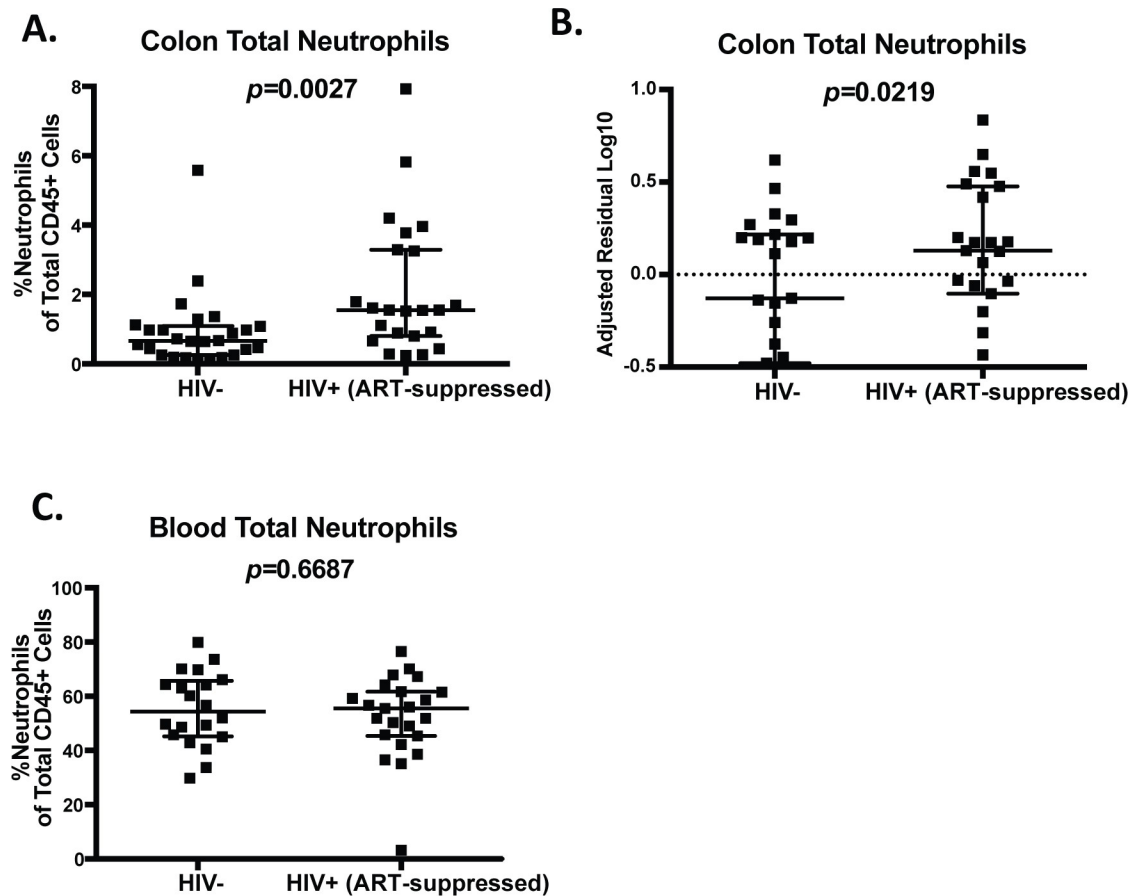 A.
Colon Total Neutrophils
p=0.0027
%Neutrophils
of Total CD45+ Cells
8
6
4
2
0
HIV-
HIV+ (ART-suppressed)
B.
Colon Total Neutrophils
p=0.0219
Adjusted Residual Log10
1.0
0.5
0.0
-0.5
HIV-
HIV+ (ART-suppressed)
C.
Blood Total Neutrophils
p=0.6687
%Neutrophils
of Total CD45+ Cells
100
80
60
40
20
0
HIV-
HIV+ (ART-suppressed)